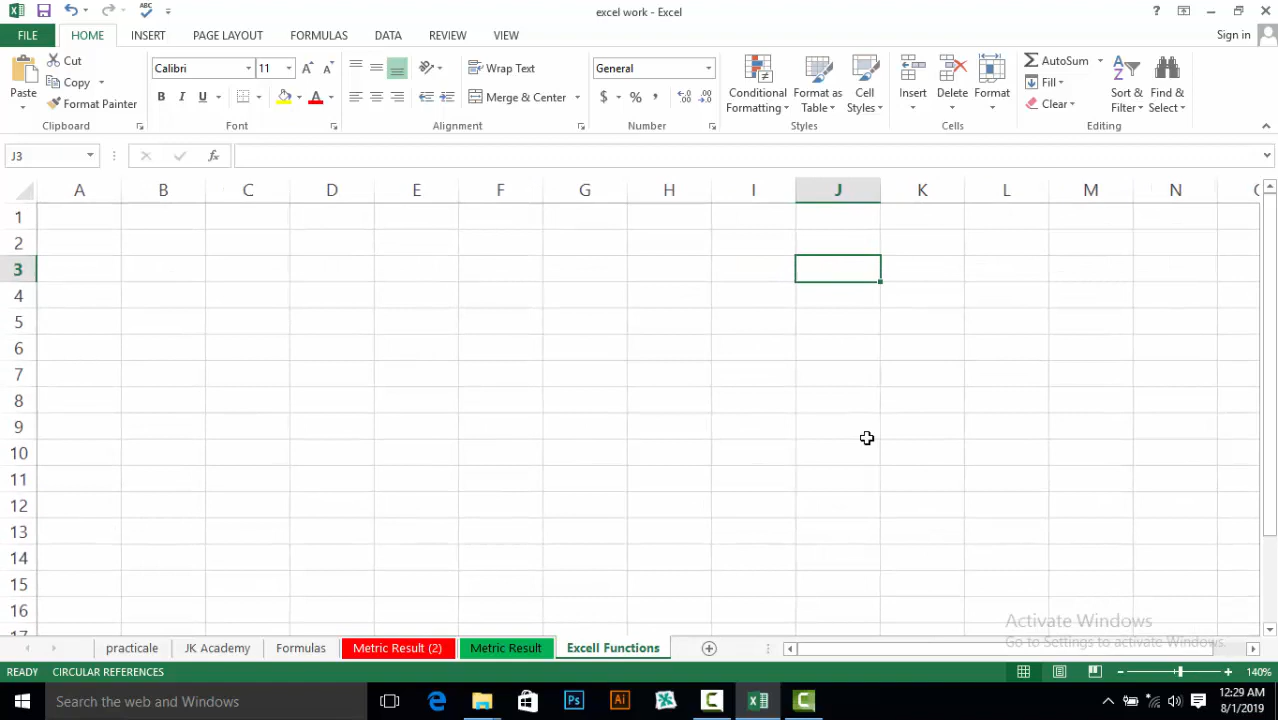 excel work - Excel
? 
FILE HOME INSERT PAGE LAYOUT FORMULAS DATA REVIEW VIEW Sign in
Paste Cut Copy Format Painter Clipboard
Calibri 11 B I U A Font
Wrap Text Merge & Center Alignment
General $ % , Number
Conditional Formatting Format as Table Cell Styles Styles
Insert Delete Format Cells
AutoSum Fill Clear Sort & Filter Find & Select Editing
J3 fx
A B C D E F G H I J K L M N
1
2
3
4
5
6
7
8
9
10
11
12
13
14
15
16
17
Activate Windows
Go to Settings to activate Windows.
practicale JK Academy Formulas Metric Result (2) Metric Result Excell Functions
READY CIRCULAR REFERENCES 140%
Search the web and Windows Ps Ai 12:29 AM
8/1/2019